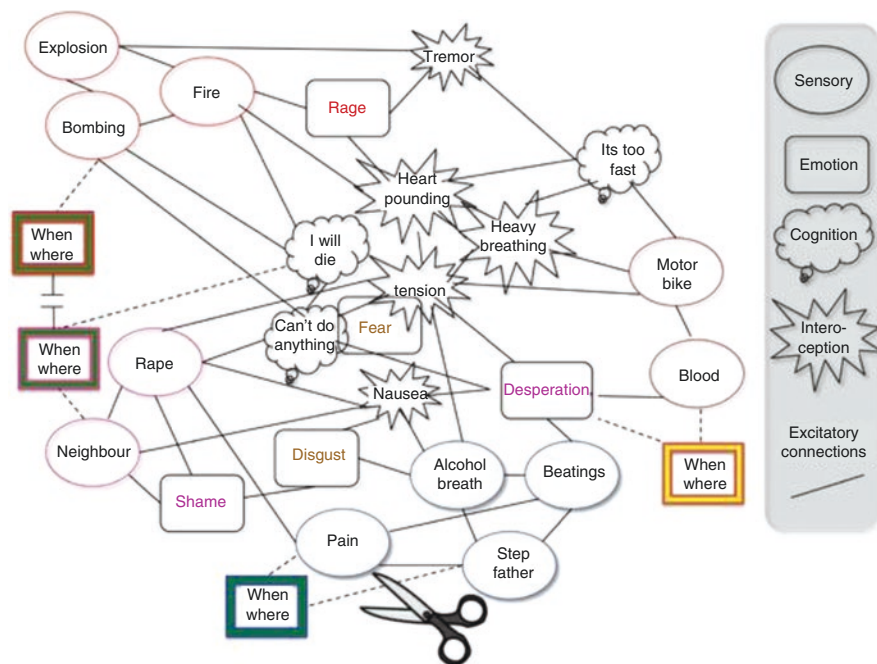 Explosion
Tremor
Fire
Rage
Bombing
Its too
fast
Heart
pounding
When
where
I will
die
Heavy
breathing
Motor
bike
tension
When
where
Rape
Can't do
anything
Fear
Desperation
Blood
Nausea
Neighbour
Disgust
Alcohol
breath
Beatings
When
where
Shame
Pain
Step
father
When
where
Sensory
Emotion
Cognition
Intero-
ception
Excitatory
connections